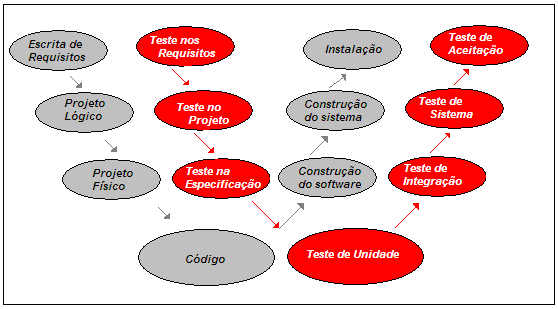 Escrita de
Requisitos
Teste nos
Requisitos
Instalação
Teste de
Aceitação
Projeto
Lógico
Teste no
Projeto
Construção
do sistema
Teste de
Sistema
Projeto
Físico
Teste na
Especificação
Construção
do software
Teste de
Integração
Código
Teste de Unidade